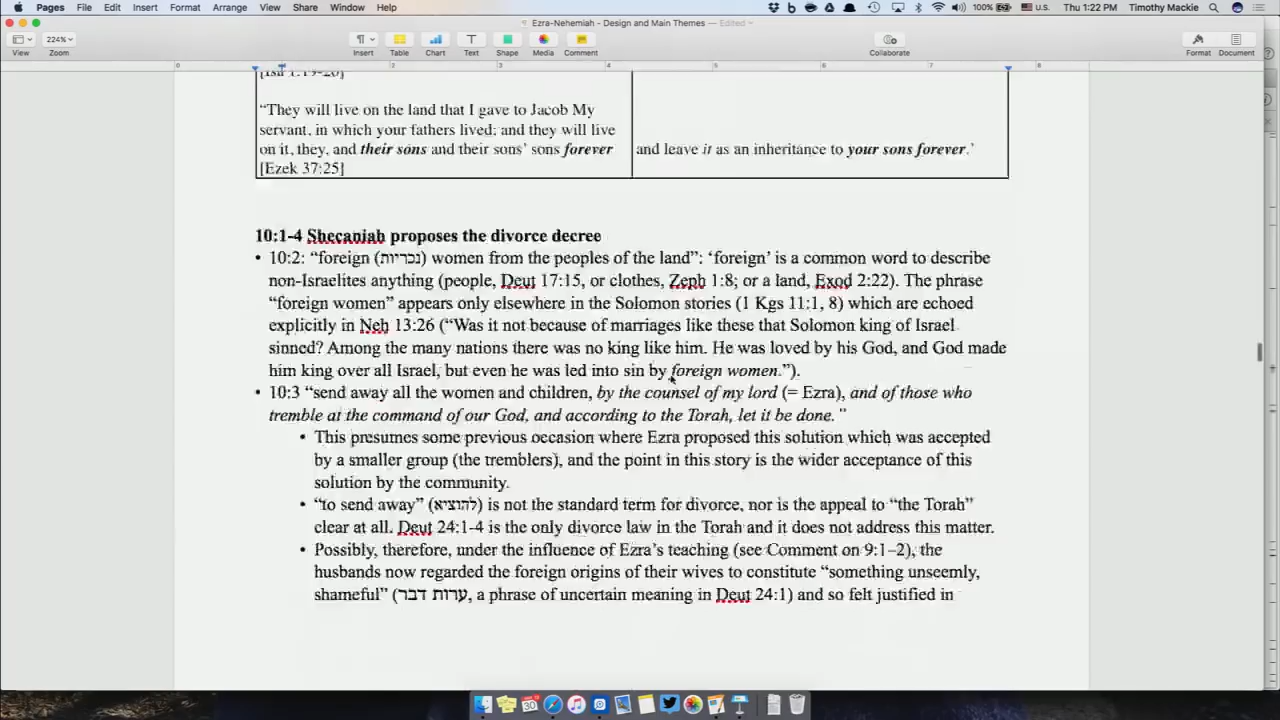 Pages File Edit Insert Format Arrange View Share Window Help 100% U.S. Thu 1:22 PM Timothy Mackie
Ezra-Nehemiah - Design and Main Themes — Edited
224%
View Zoom Insert Table Chart Text Shape Media Comment Collaborate Format Document
0 1 2 3 4 5 6 7 8
“They will live on the land that I gave to Jacob My
servant, in which your fathers lived; and they will live
on it, they, and their sons and their sons’ sons forever
[Ezek 37:25]
and leave it as an inheritance to your sons forever.’
10:1-4 Shecaniah proposes the divorce decree
• 10:2: “foreign (נכריות) women from the peoples of the land”: ‘foreign’ is a common word to describe
non-Israelites anything (people, Deut 17:15, or clothes, Zeph 1:8; or a land, Exod 2:22). The phrase
“foreign women” appears only elsewhere in the Solomon stories (1 Kgs 11:1, 8) which are echoed
explicitly in Neh 13:26 (“Was it not because of marriages like these that Solomon king of Israel
sinned? Among the many nations there was no king like him. He was loved by his God, and God made
him king over all Israel, but even he was led into sin by foreign women.”).
• 10:3 “send away all the women and children, by the counsel of my lord (= Ezra), and of those who
tremble at the command of our God, and according to the Torah, let it be done. ”
• This presumes some previous occasion where Ezra proposed this solution which was accepted
by a smaller group (the tremblers), and the point in this story is the wider acceptance of this
solution by the community.
• “to send away” (להוציא) is not the standard term for divorce, nor is the appeal to “the Torah”
clear at all. Deut 24:1-4 is the only divorce law in the Torah and it does not address this matter.
• Possibly, therefore, under the influence of Ezra’s teaching (see Comment on 9:1–2), the
husbands now regarded the foreign origins of their wives to constitute “something unseemly,
shameful” (ערות דבר, a phrase of uncertain meaning in Deut 24:1) and so felt justified in